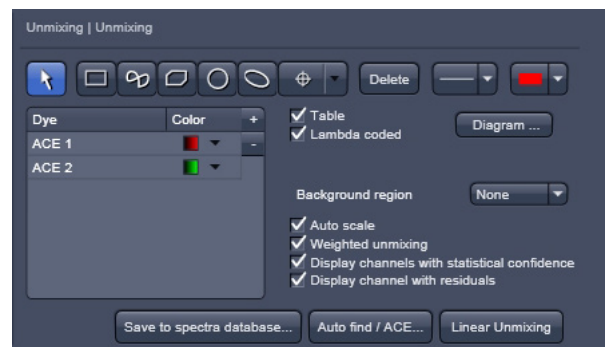 Unmixing | Unmixing
Delete
Dye Color +
ACE 1 -
ACE 2
Table
Lambda coded
Diagram ...
Background region None
Auto scale
Weighted unmixing
Display channels with statistical confidence
Display channel with residuals
Save to spectra database... Auto find / ACE... Linear Unmixing